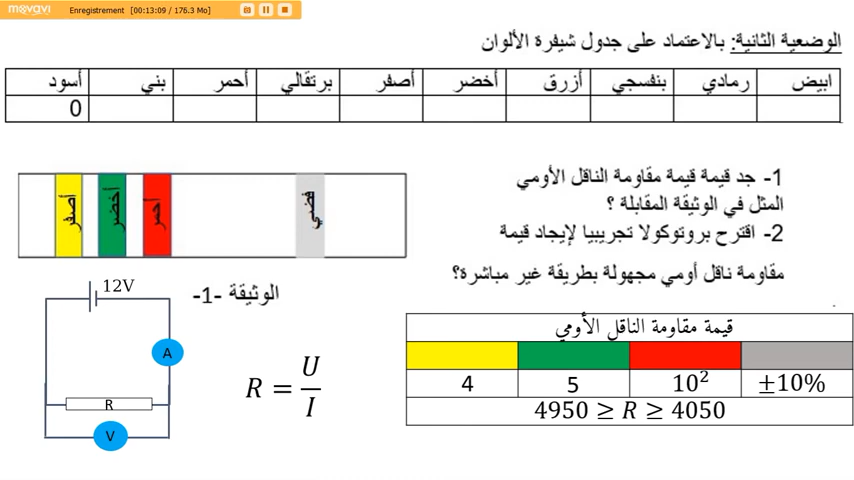 movavi Enregistrement [00:13:09 / 176.3 Mo]
الوضعية الثانية: بالاعتماد على جدول شيفرة الألوان
أسود بني أحمر برتقالي أصفر أخضر أزرق بنفسجي رمادي ابيض
0
1- جد قيمة قيمة مقاومة الناقل الأومي
المثل في الوثيقة المقابلة ؟
2- اقترح بروتوكولا تجريبيا لإيجاد قيمة
مقاومة ناقل أومي مجهولة بطريقة غير مباشرة؟
أصفر
أخضر
أحمر
فضي
الوثيقة -1-
12V
A
R
V
R = U/I
قيمة مقاومة الناقل الأومي
4 5 10² ±10%
4950 ≥ R ≥ 4050